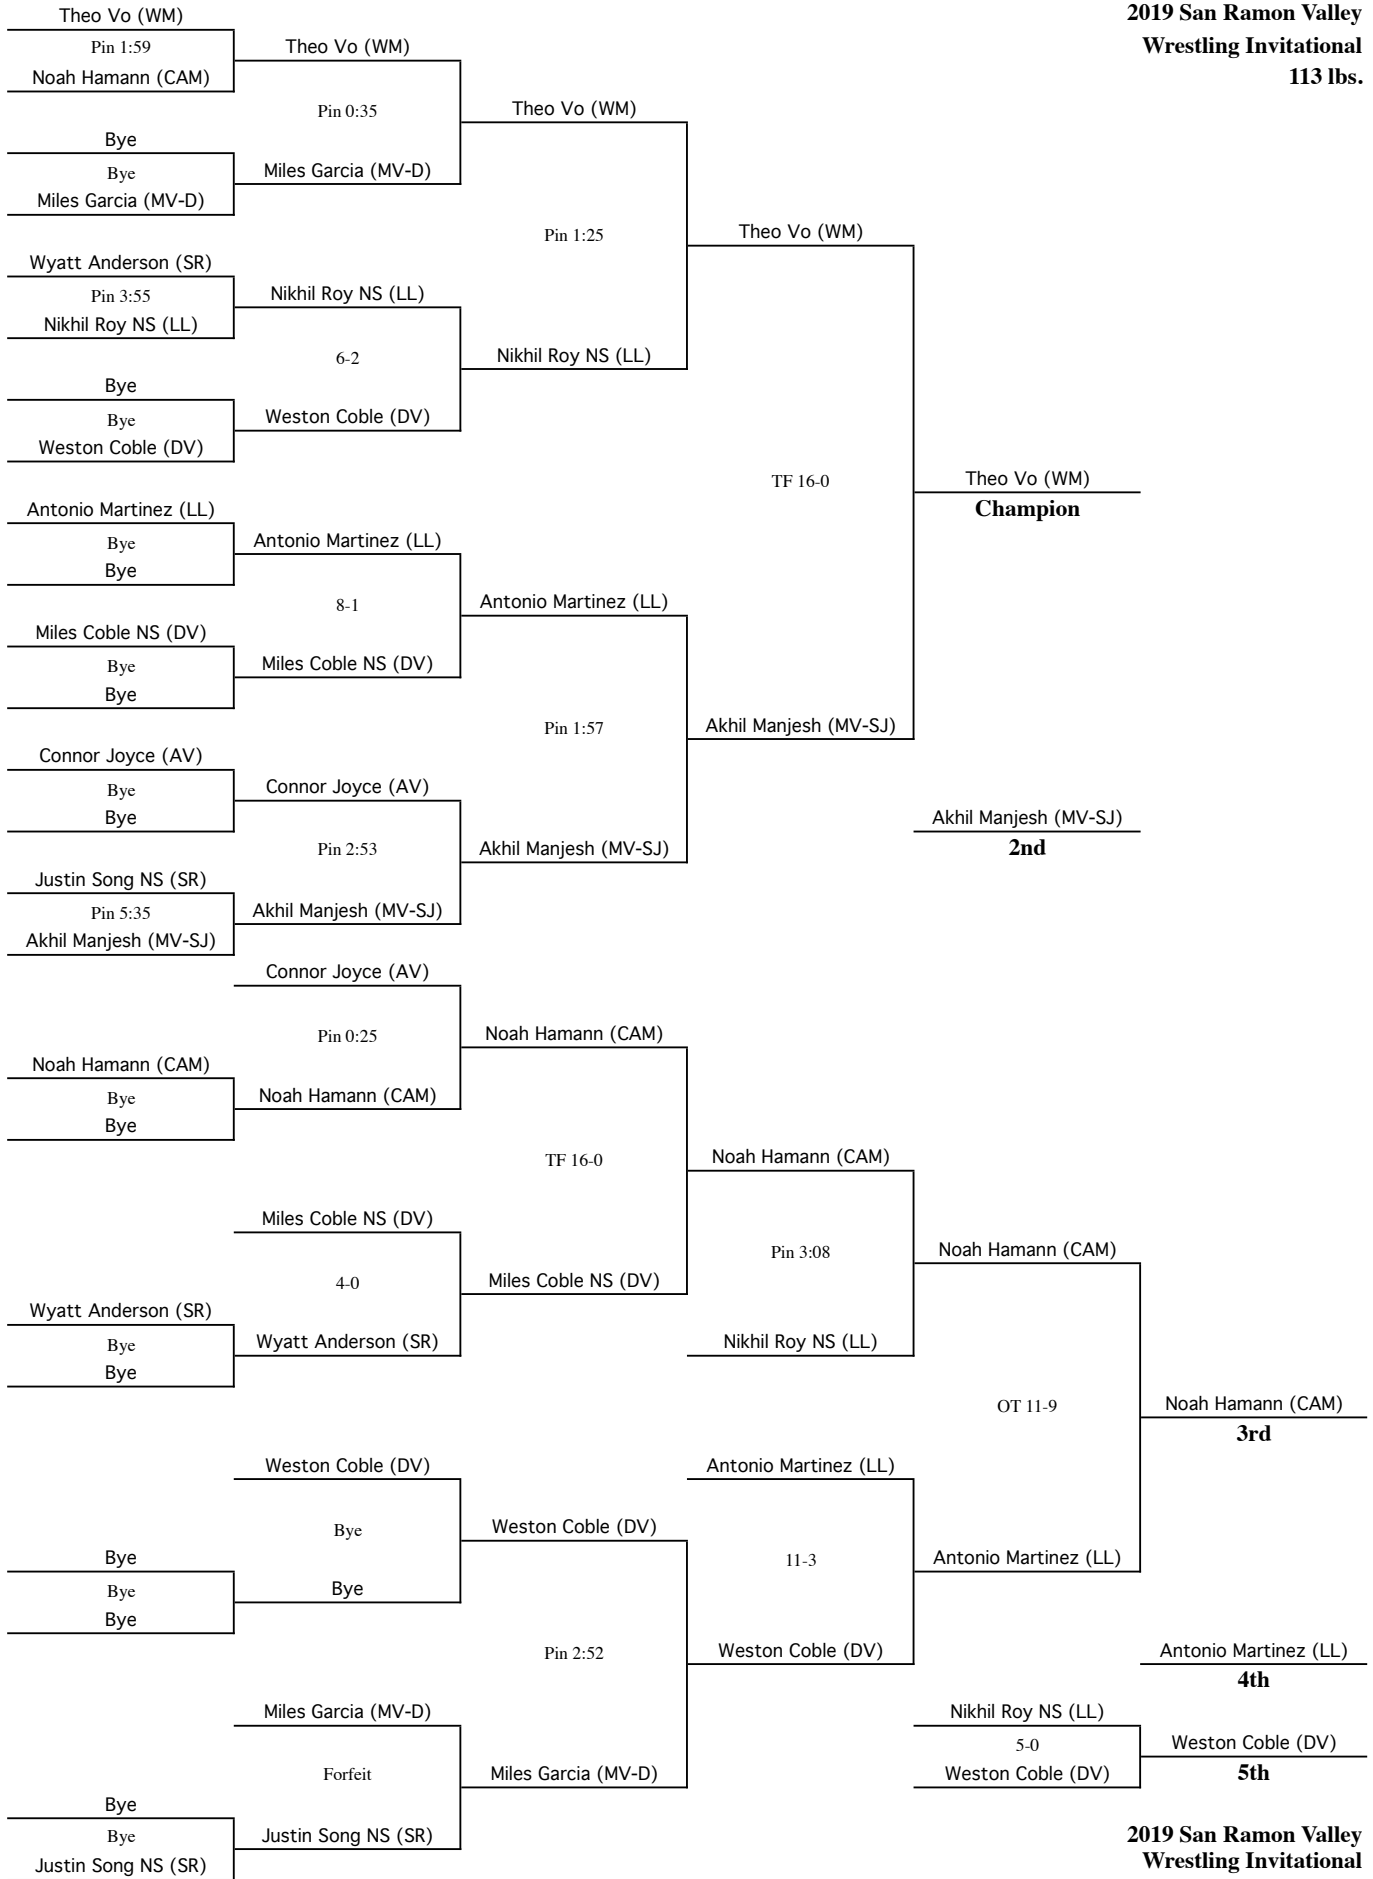 2019 San Ramon Valley
Wrestling Invitational
113 lbs.
Theo Vo (WM)
Pin 1:59
Noah Hamann (CAM)
Bye
Bye
Miles Garcia (MV-D)
Wyatt Anderson (SR)
Pin 3:55
Nikhil Roy NS (LL)
Bye
Bye
Weston Coble (DV)
Antonio Martinez (LL)
Bye
Bye
Miles Coble NS (DV)
Bye
Bye
Connor Joyce (AV)
Bye
Bye
Justin Song NS (SR)
Pin 5:35
Akhil Manjesh (MV-SJ)
Theo Vo (WM)
Pin 0:35
Miles Garcia (MV-D)
Nikhil Roy NS (LL)
6-2
Weston Coble (DV)
Antonio Martinez (LL)
8-1
Miles Coble NS (DV)
Connor Joyce (AV)
Pin 2:53
Akhil Manjesh (MV-SJ)
Theo Vo (WM)
Pin 1:25
Nikhil Roy NS (LL)
Antonio Martinez (LL)
Pin 1:57
Akhil Manjesh (MV-SJ)
Theo Vo (WM)
TF 16-0
Akhil Manjesh (MV-SJ)
Theo Vo (WM)
Champion
Akhil Manjesh (MV-SJ)
2nd
Noah Hamann (CAM)
Bye
Bye
Wyatt Anderson (SR)
Bye
Bye
Bye
Bye
Bye
Bye
Bye
Justin Song NS (SR)
Connor Joyce (AV)
Pin 0:25
Noah Hamann (CAM)
Miles Coble NS (DV)
4-0
Wyatt Anderson (SR)
Weston Coble (DV)
Bye
Bye
Miles Garcia (MV-D)
Forfeit
Justin Song NS (SR)
Noah Hamann (CAM)
TF 16-0
Miles Coble NS (DV)
Weston Coble (DV)
Pin 2:52
Miles Garcia (MV-D)
Noah Hamann (CAM)
Pin 3:08
Nikhil Roy NS (LL)
Antonio Martinez (LL)
11-3
Weston Coble (DV)
Noah Hamann (CAM)
OT 11-9
Antonio Martinez (LL)
Noah Hamann (CAM)
3rd
Antonio Martinez (LL)
4th
Nikhil Roy NS (LL)
5-0
Weston Coble (DV)
Weston Coble (DV)
5th
2019 San Ramon Valley
Wrestling Invitational